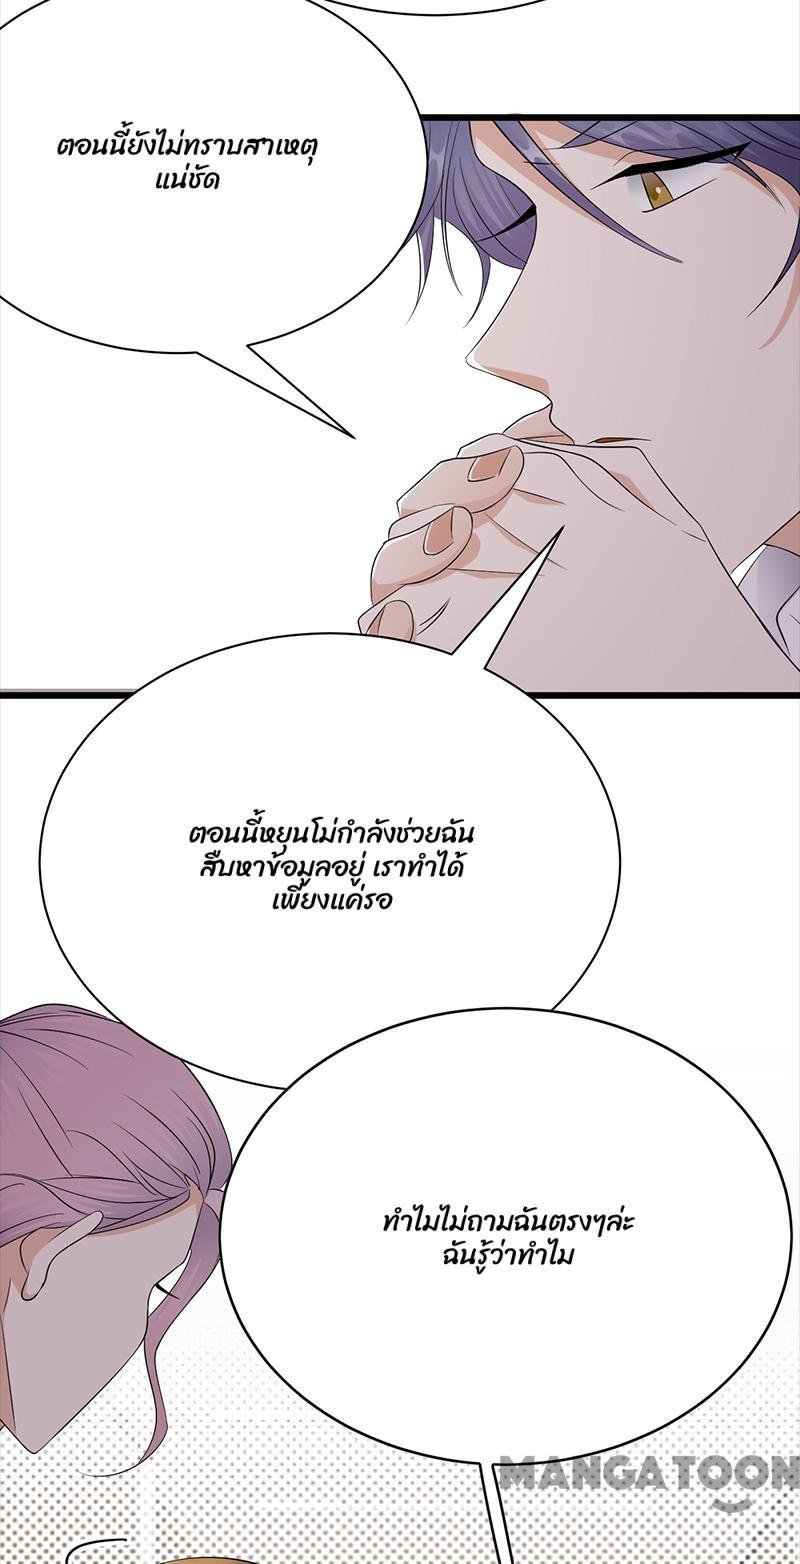 ตอนนี้ยังไม่ทราบสาเหตุ
แน่ชัด
ตอนนี้หยุนโม่กำลังช่วยฉัน
สืบหาข้อมูลอยู่ เราทำได้
เพียงแค่รอ
ทำไมไม่ถามฉันตรงๆล่ะ
ฉันรู้ว่าทำไม
MANGATOON